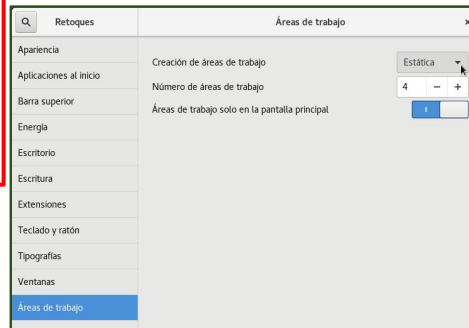 Retoques
Áreas de trabajo
Apariencia
Aplicaciones al inicio
Barra superior
Energía
Escritorio
Escritura
Extensiones
Teclado y ratón
Tipografías
Ventanas
Áreas de trabajo
Creación de áreas de trabajo Estática
Número de áreas de trabajo 4 − +
Áreas de trabajo solo en la pantalla principal